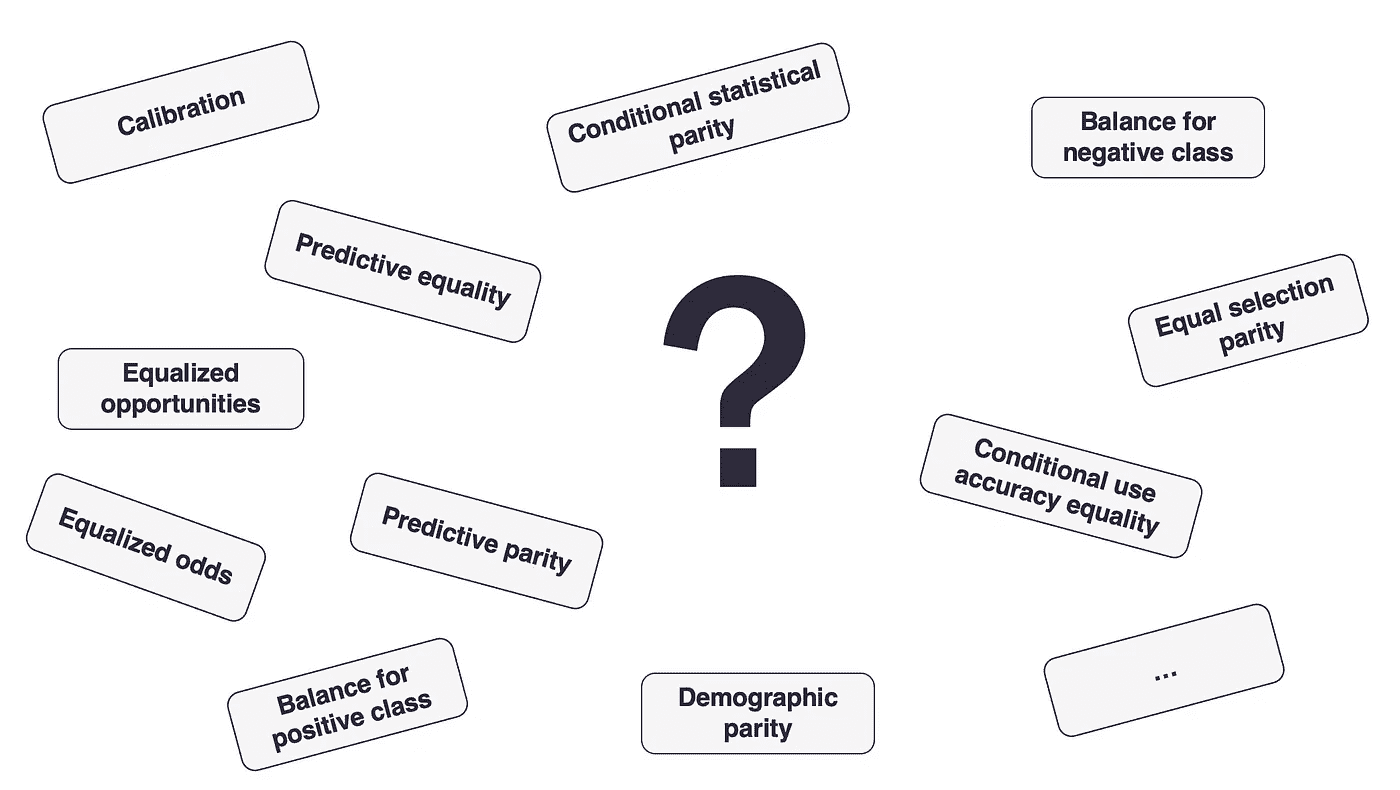 Calibration
Conditional statistical
parity
Balance for
negative class
Predictive equality
Equal selection
parity
?
Equalized
opportunities
Conditional use
accuracy equality
Equalized odds
Predictive parity
Balance for
positive class
Demographic
parity
...